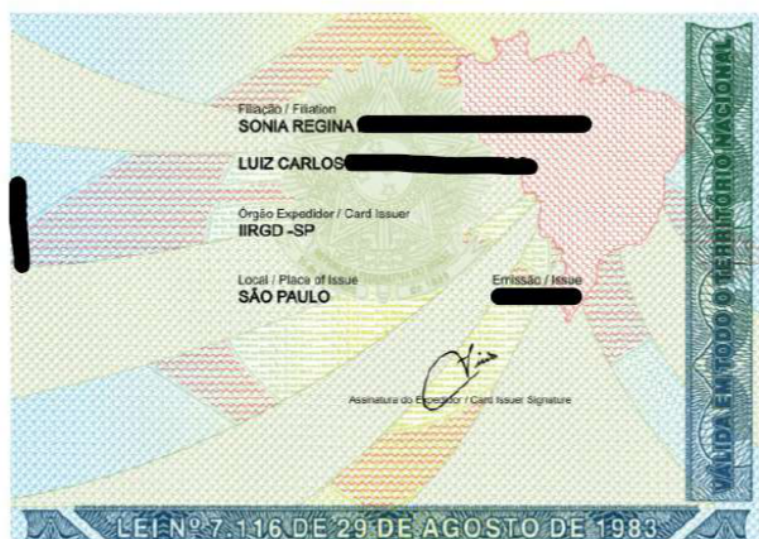 Filiação / Filiation
SONIA REGINA
LUIZ CARLOS
Órgão Expedidor / Card Issuer
IIRGD -SP
Local / Place of Issue
SÃO PAULO
Emissão / Issue
Assinatura do Expedidor / Card Issuer Signature
VÁLIDA EM TODO O TERRITÓRIO NACIONAL
LEI Nº 7.116 DE 29 DE AGOSTO DE 1983